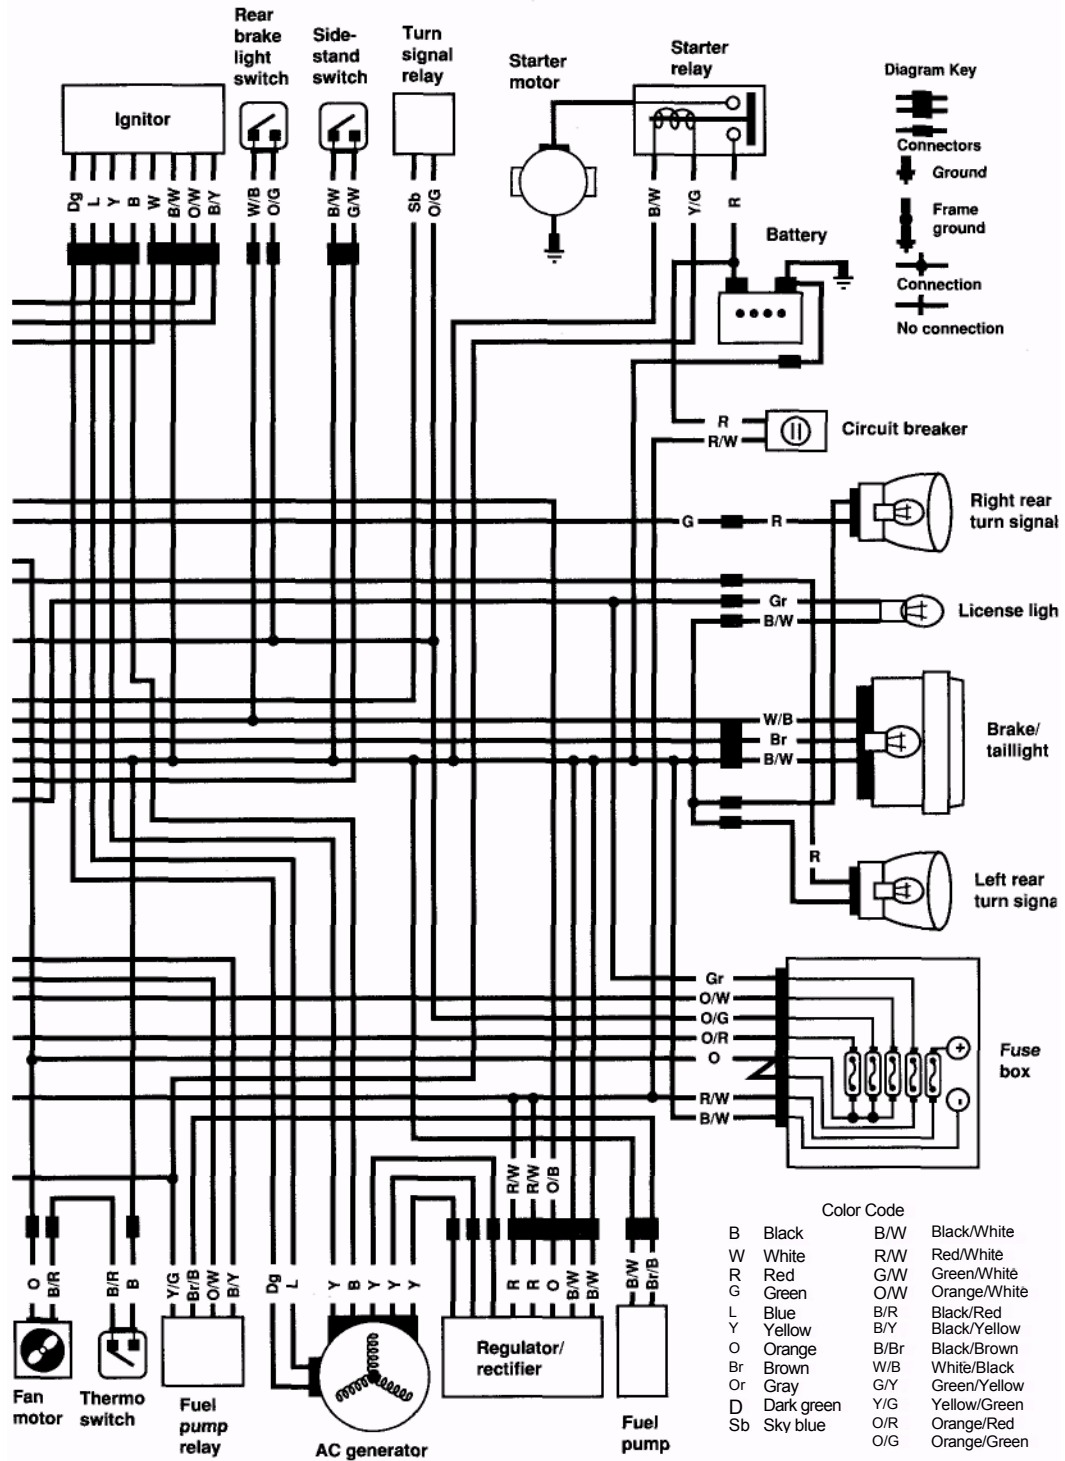 Rear
brake
light
switch
Side-
stand
switch
Turn
signal
relay
Starter
motor
Starter
relay
Diagram Key
Connectors
Ground
Frame
ground
Connection
No connection
Ignitor
Dg
L
Y
B
W
B/W
O/W
B/Y
W/B
O/G
B/W
G/W
Sb
O/G
B/W
Y/G
R
Battery
R
R/W
Circuit breaker
G
R
Right rear
turn signal
Gr
B/W
License ligh
W/B
Br
B/W
Brake/
taillight
R
Left rear
turn signa
Gr
O/W
O/G
O/R
O
R/W
B/W
+
-
Fuse
box
R/W
R/W
O/B
O
B/R
B/R
B
Y/G
Br/B
O/W
B/Y
Dg
L
Y
B
Y
Y
Y
R
R
O
B/W
B/W
B/W
Br/B
Fan
motor
Thermo
switch
Fuel
pump
relay
AC generator
Regulator/
rectifier
Fuel
pump
Color Code
B Black B/W Black/White
W White R/W Red/White
R Red G/W Green/White
G Green O/W Orange/White
L Blue B/R Black/Red
Y Yellow B/Y Black/Yellow
O Orange B/Br Black/Brown
Br Brown W/B White/Black
Or Gray G/Y Green/Yellow
D Dark green Y/G Yellow/Green
Sb Sky blue O/R Orange/Red
O/G Orange/Green